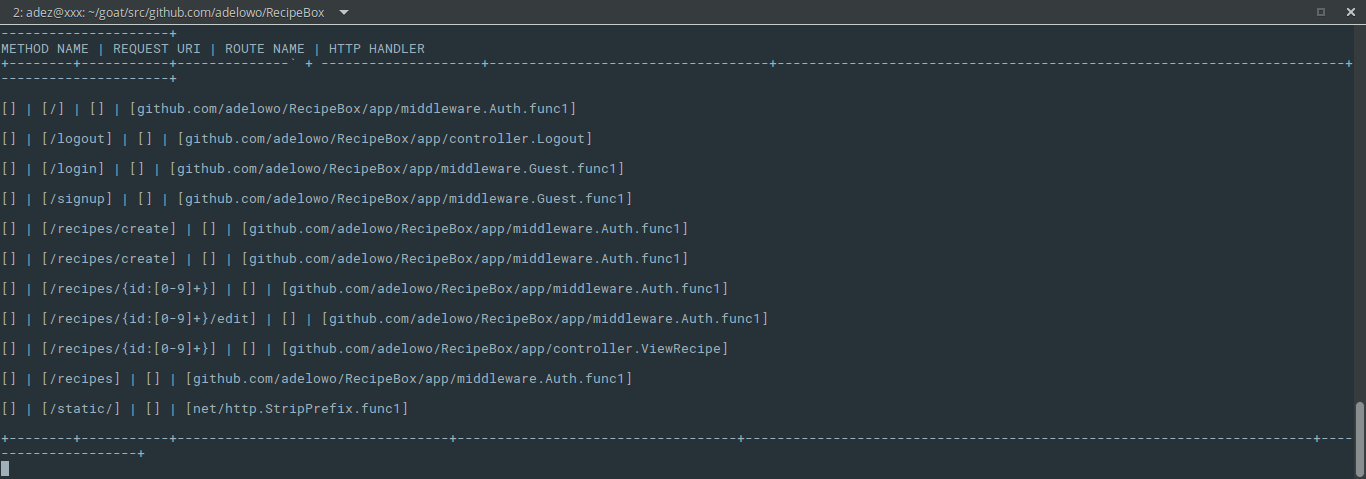 2: adez@xxx: ~/goat/src/github.com/adelowo/RecipeBox
---------------------+
METHOD NAME | REQUEST URI | ROUTE NAME | HTTP HANDLER
+--------+-----------+--------------` + --------------------+-----------------------------------+-----------------------------------------------------------------------+
---------------------+
[] | [/] | [] | [github.com/adelowo/RecipeBox/app/middleware.Auth.func1]
[] | [/logout] | [] | [github.com/adelowo/RecipeBox/app/controller.Logout]
[] | [/login] | [] | [github.com/adelowo/RecipeBox/app/middleware.Guest.func1]
[] | [/signup] | [] | [github.com/adelowo/RecipeBox/app/middleware.Guest.func1]
[] | [/recipes/create] | [] | [github.com/adelowo/RecipeBox/app/middleware.Auth.func1]
[] | [/recipes/create] | [] | [github.com/adelowo/RecipeBox/app/middleware.Auth.func1]
[] | [/recipes/{id:[0-9]+}] | [] | [github.com/adelowo/RecipeBox/app/middleware.Auth.func1]
[] | [/recipes/{id:[0-9]+}/edit] | [] | [github.com/adelowo/RecipeBox/app/middleware.Auth.func1]
[] | [/recipes/{id:[0-9]+}] | [] | [github.com/adelowo/RecipeBox/app/controller.ViewRecipe]
[] | [/recipes] | [] | [github.com/adelowo/RecipeBox/app/middleware.Auth.func1]
[] | [/static/] | [] | [net/http.StripPrefix.func1]
+--------+-----------+----------------------------------+-----------------------------------+-----------------------------------------------------------------------+----
-----------------+